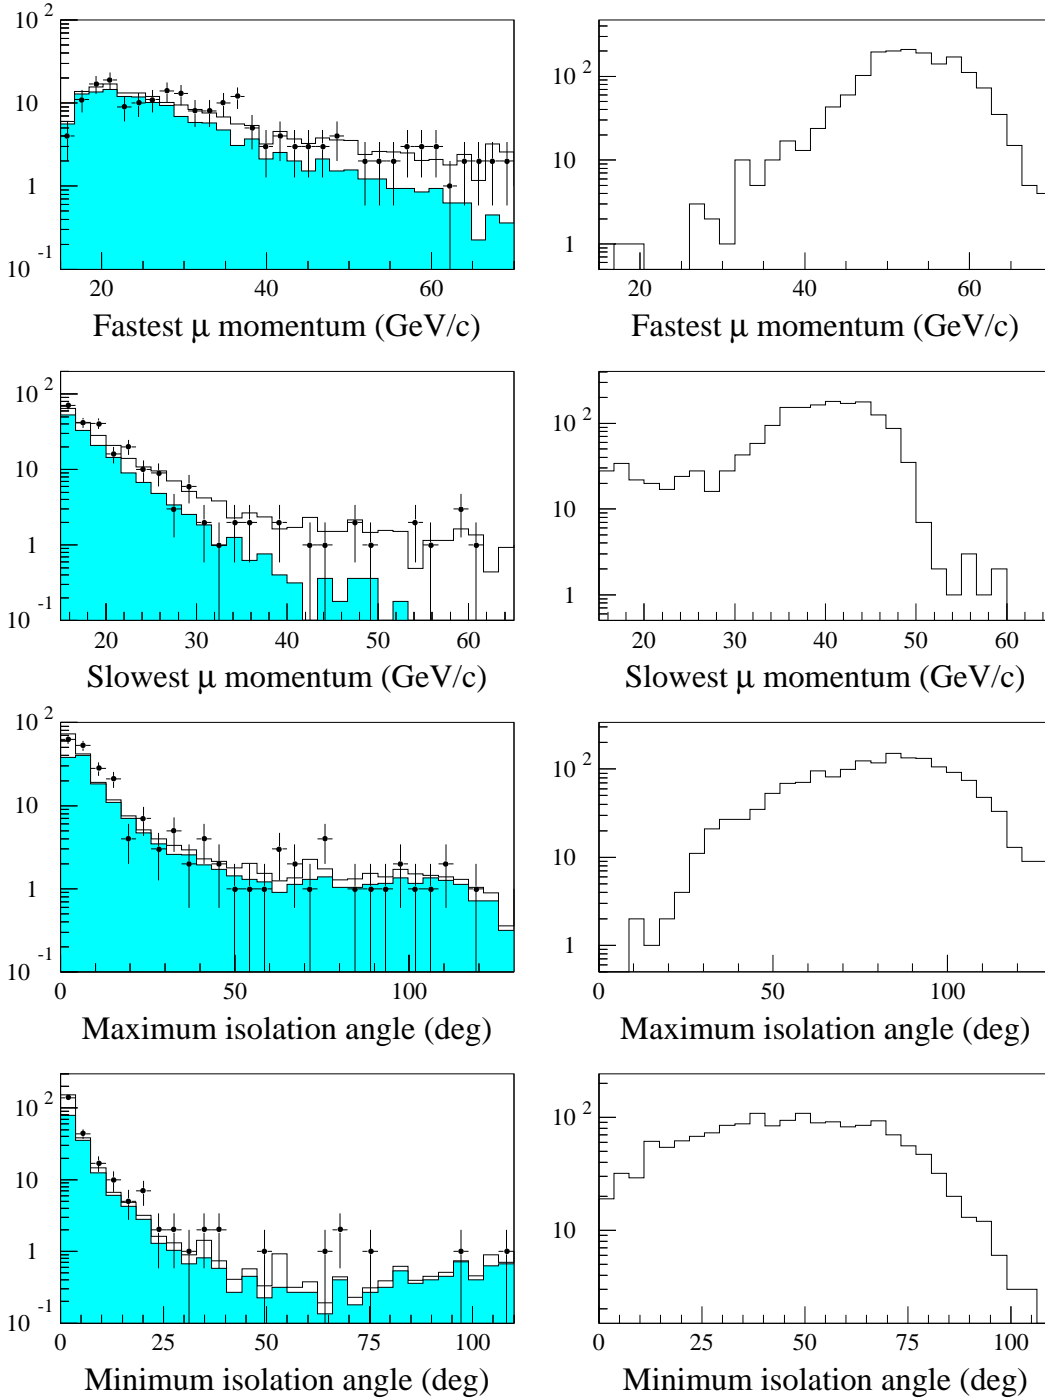 10 2
10
1
10 -1
20 40 60
Fastest μ momentum (GeV/c)
10 2
10
1
20 40 60
Fastest μ momentum (GeV/c)
10 2
10
1
10 -1
20 30 40 50 60
Slowest μ momentum (GeV/c)
10 2
10
1
20 30 40 50 60
Slowest μ momentum (GeV/c)
10 2
10
1
10 -1
0 50 100
Maximum isolation angle (deg)
10 2
10
1
0 50 100
Maximum isolation angle (deg)
10 2
10
1
10 -1
0 25 50 75 100
Minimum isolation angle (deg)
10 2
10
0 25 50 75 100
Minimum isolation angle (deg)